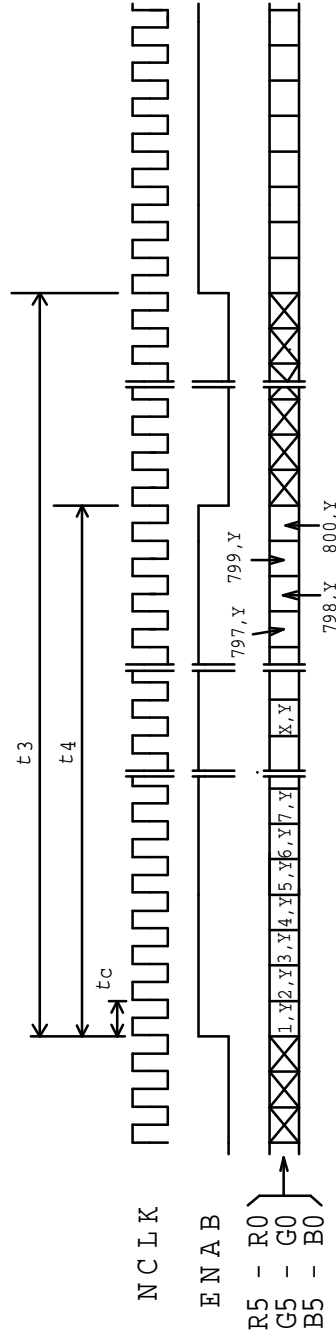 t3
t4
tc
NCLK
ENAB
R5 - R0
G5 - G0
B5 - B0
1,Y 2,Y 3,Y 4,Y 5,Y 6,Y 7,Y
X,Y
797,Y
798,Y
799,Y
800,Y